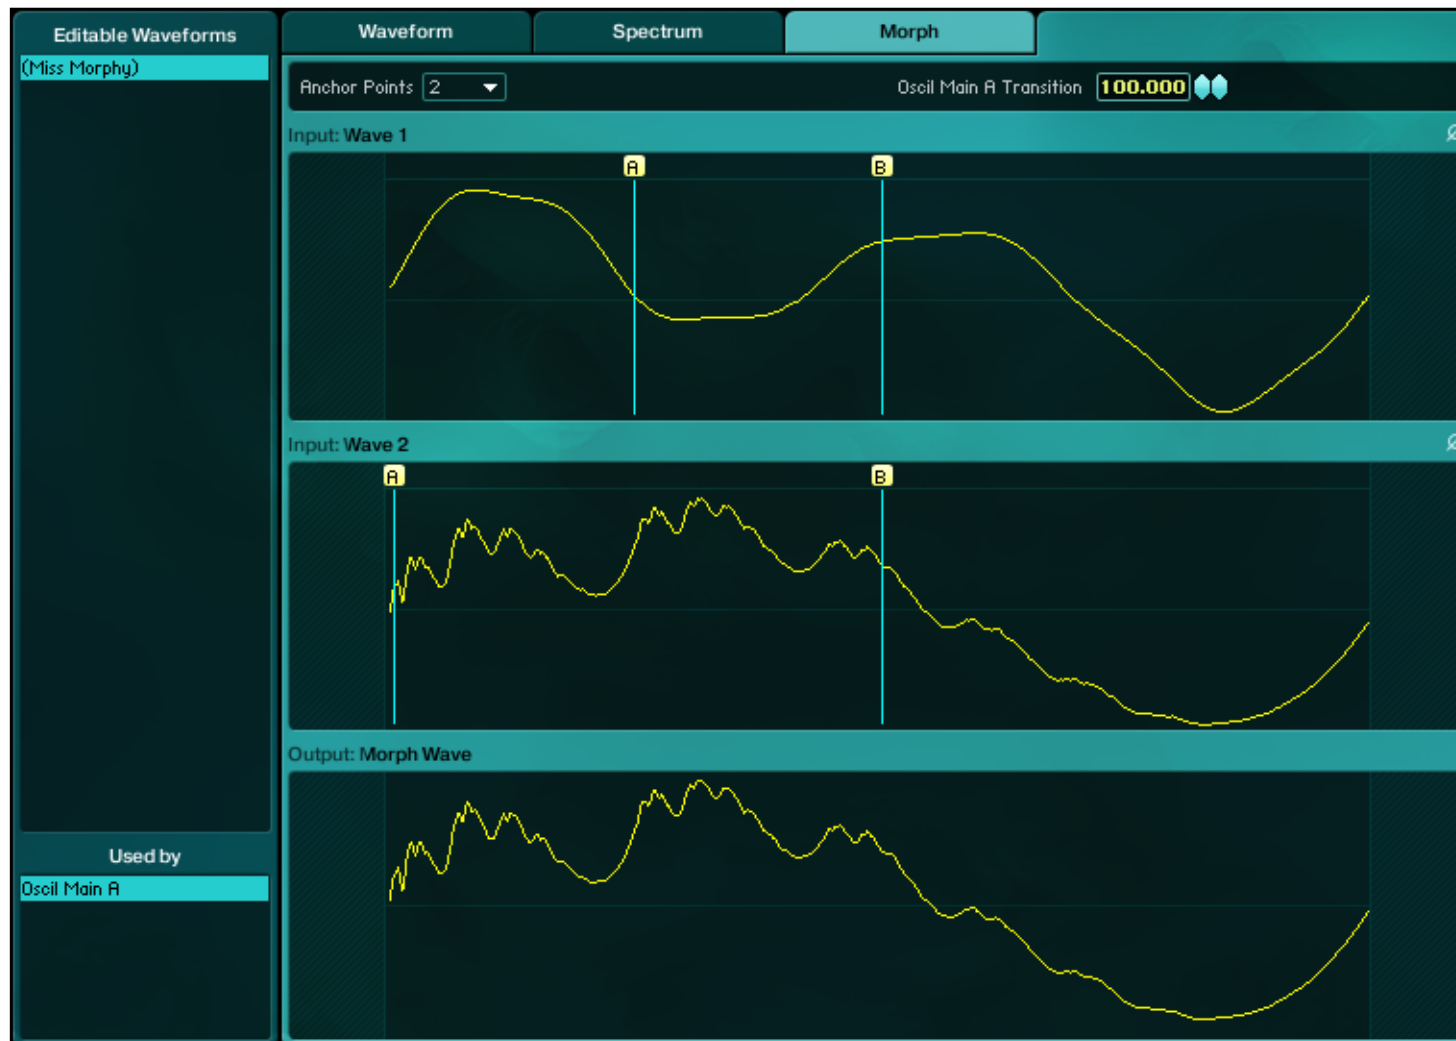 Editable Waveforms
(Miss Morphy)
Waveform
Spectrum
Morph
Anchor Points 2
Oscil Main A Transition 100.000
Input: Wave 1
A
B
Input: Wave 2
A
B
Output: Morph Wave
Used by
Oscil Main A